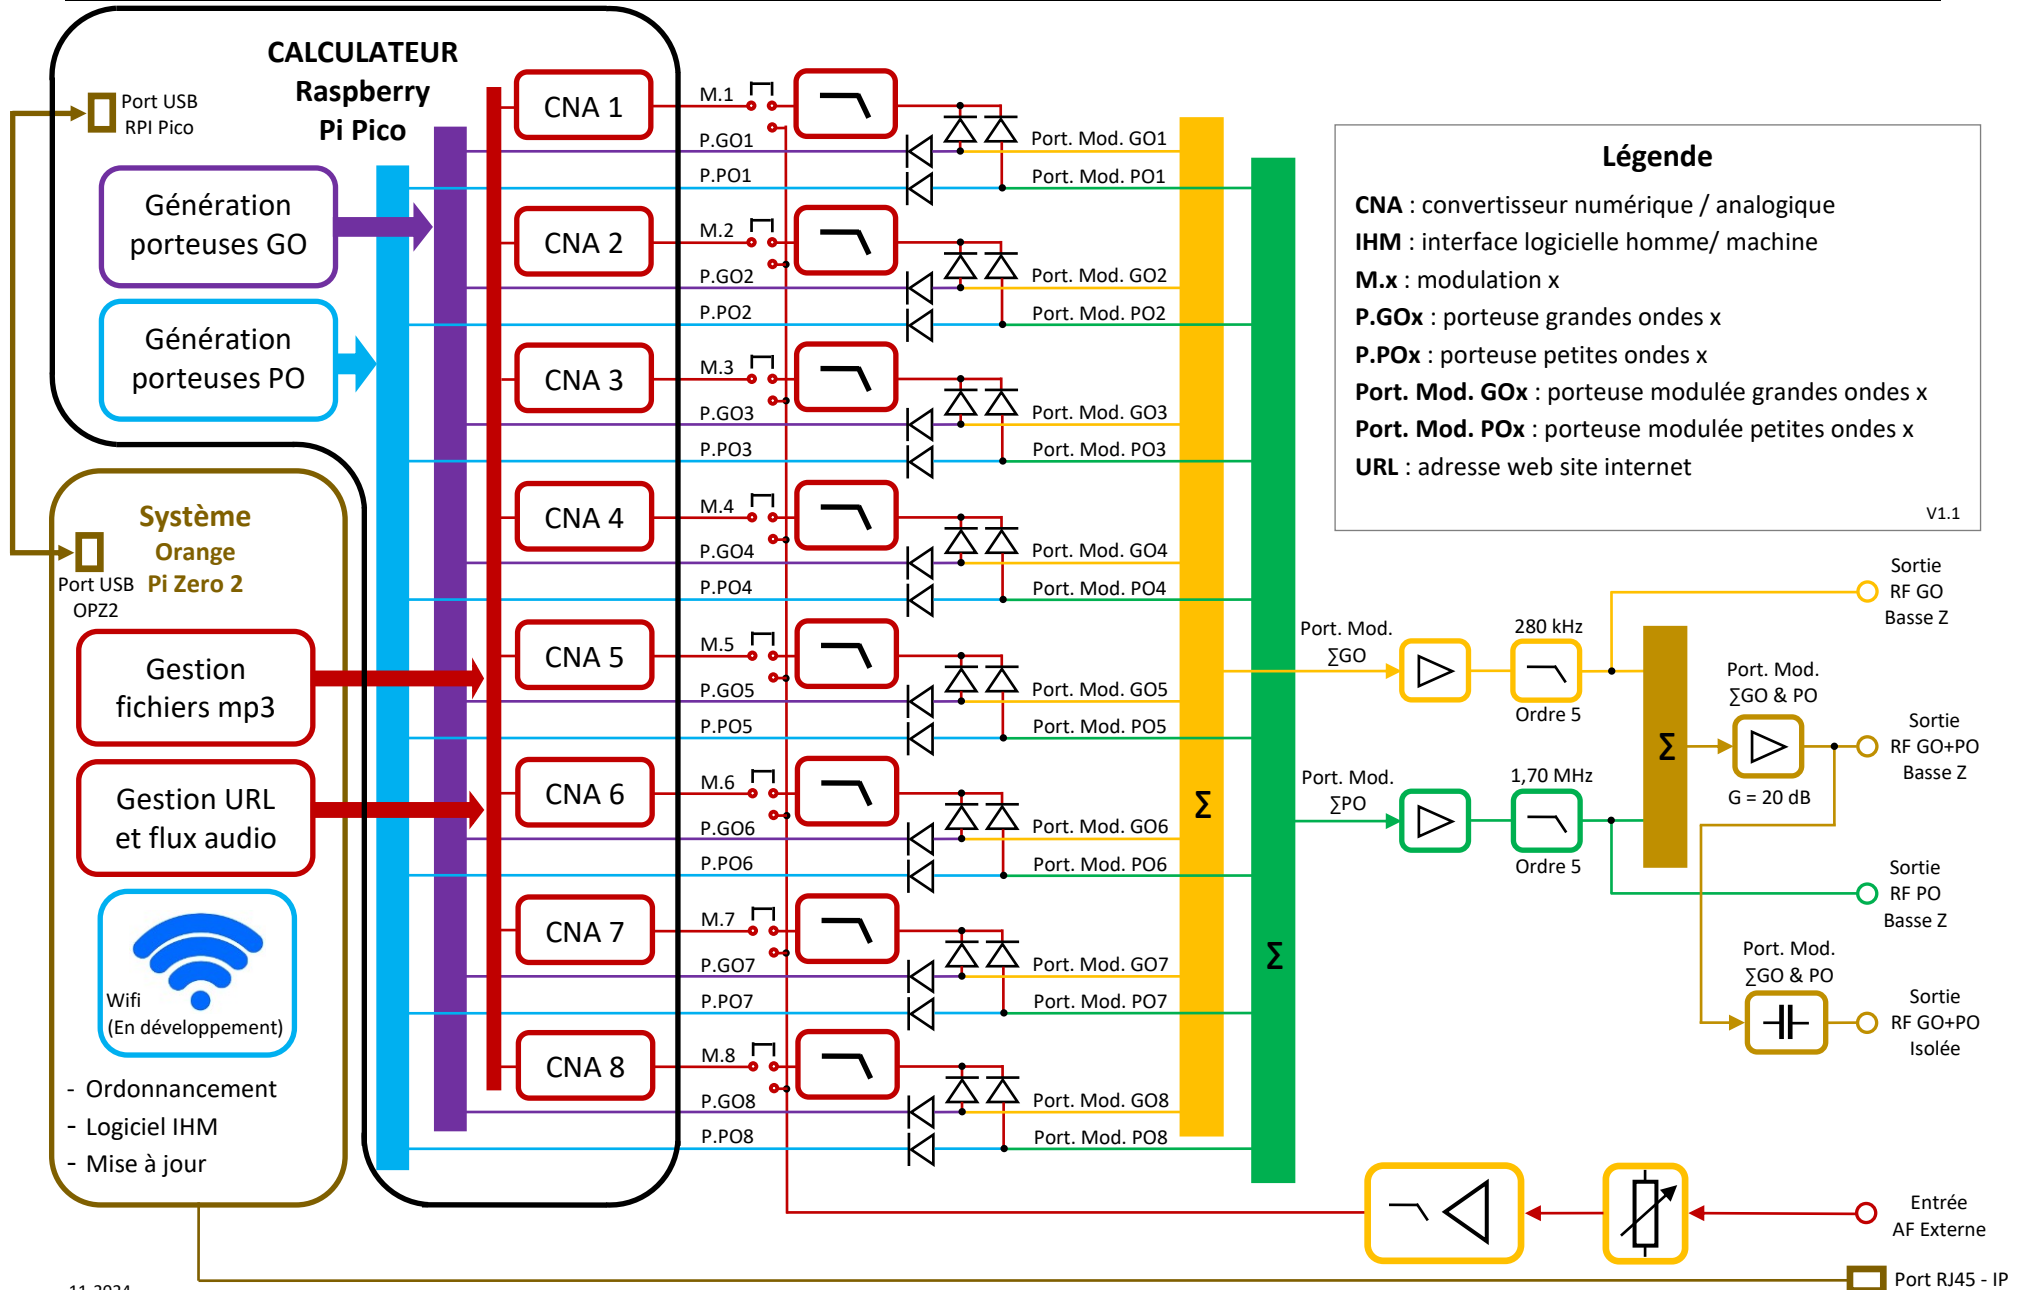 CALCULATEUR
Raspberry
Pi Pico
Port USB
RPI Pico
Génération
porteuses GO
Génération
porteuses PO
Système
Orange
Pi Zero 2
Port USB
OPZ2
Gestion
fichiers mp3
Gestion URL
et flux audio
Wifi
(En développement)
- Ordonnancement
- Logiciel IHM
- Mise à jour
CNA 1
M.1
P.GO1
P.PO1
Port. Mod. GO1
Port. Mod. PO1
CNA 2
M.2
P.GO2
P.PO2
Port. Mod. GO2
Port. Mod. PO2
CNA 3
M.3
P.GO3
P.PO3
Port. Mod. GO3
Port. Mod. PO3
CNA 4
M.4
P.GO4
P.PO4
Port. Mod. GO4
Port. Mod. PO4
CNA 5
M.5
P.GO5
P.PO5
Port. Mod. GO5
Port. Mod. PO5
CNA 6
M.6
P.GO6
P.PO6
Port. Mod. GO6
Port. Mod. PO6
CNA 7
M.7
P.GO7
P.PO7
Port. Mod. GO7
Port. Mod. PO7
CNA 8
M.8
P.GO8
P.PO8
Port. Mod. GO8
Port. Mod. PO8
Σ
Σ
Légende
CNA : convertisseur numérique / analogique
IHM : interface logicielle homme/ machine
M.x : modulation x
P.GOx : porteuse grandes ondes x
P.POx : porteuse petites ondes x
Port. Mod. GOx : porteuse modulée grandes ondes x
Port. Mod. POx : porteuse modulée petites ondes x
URL : adresse web site internet
V1.1
Port. Mod.
∑GO
280 kHz
Ordre 5
Port. Mod.
∑PO
1,70 MHz
Ordre 5
Σ
Port. Mod.
∑GO & PO
G = 20 dB
Port. Mod.
∑GO & PO
Sortie
RF GO
Basse Z
Sortie
RF GO+PO
Basse Z
Sortie
RF PO
Basse Z
Sortie
RF GO+PO
Isolée
Entrée
AF Externe
Port RJ45 - IP
11-2024